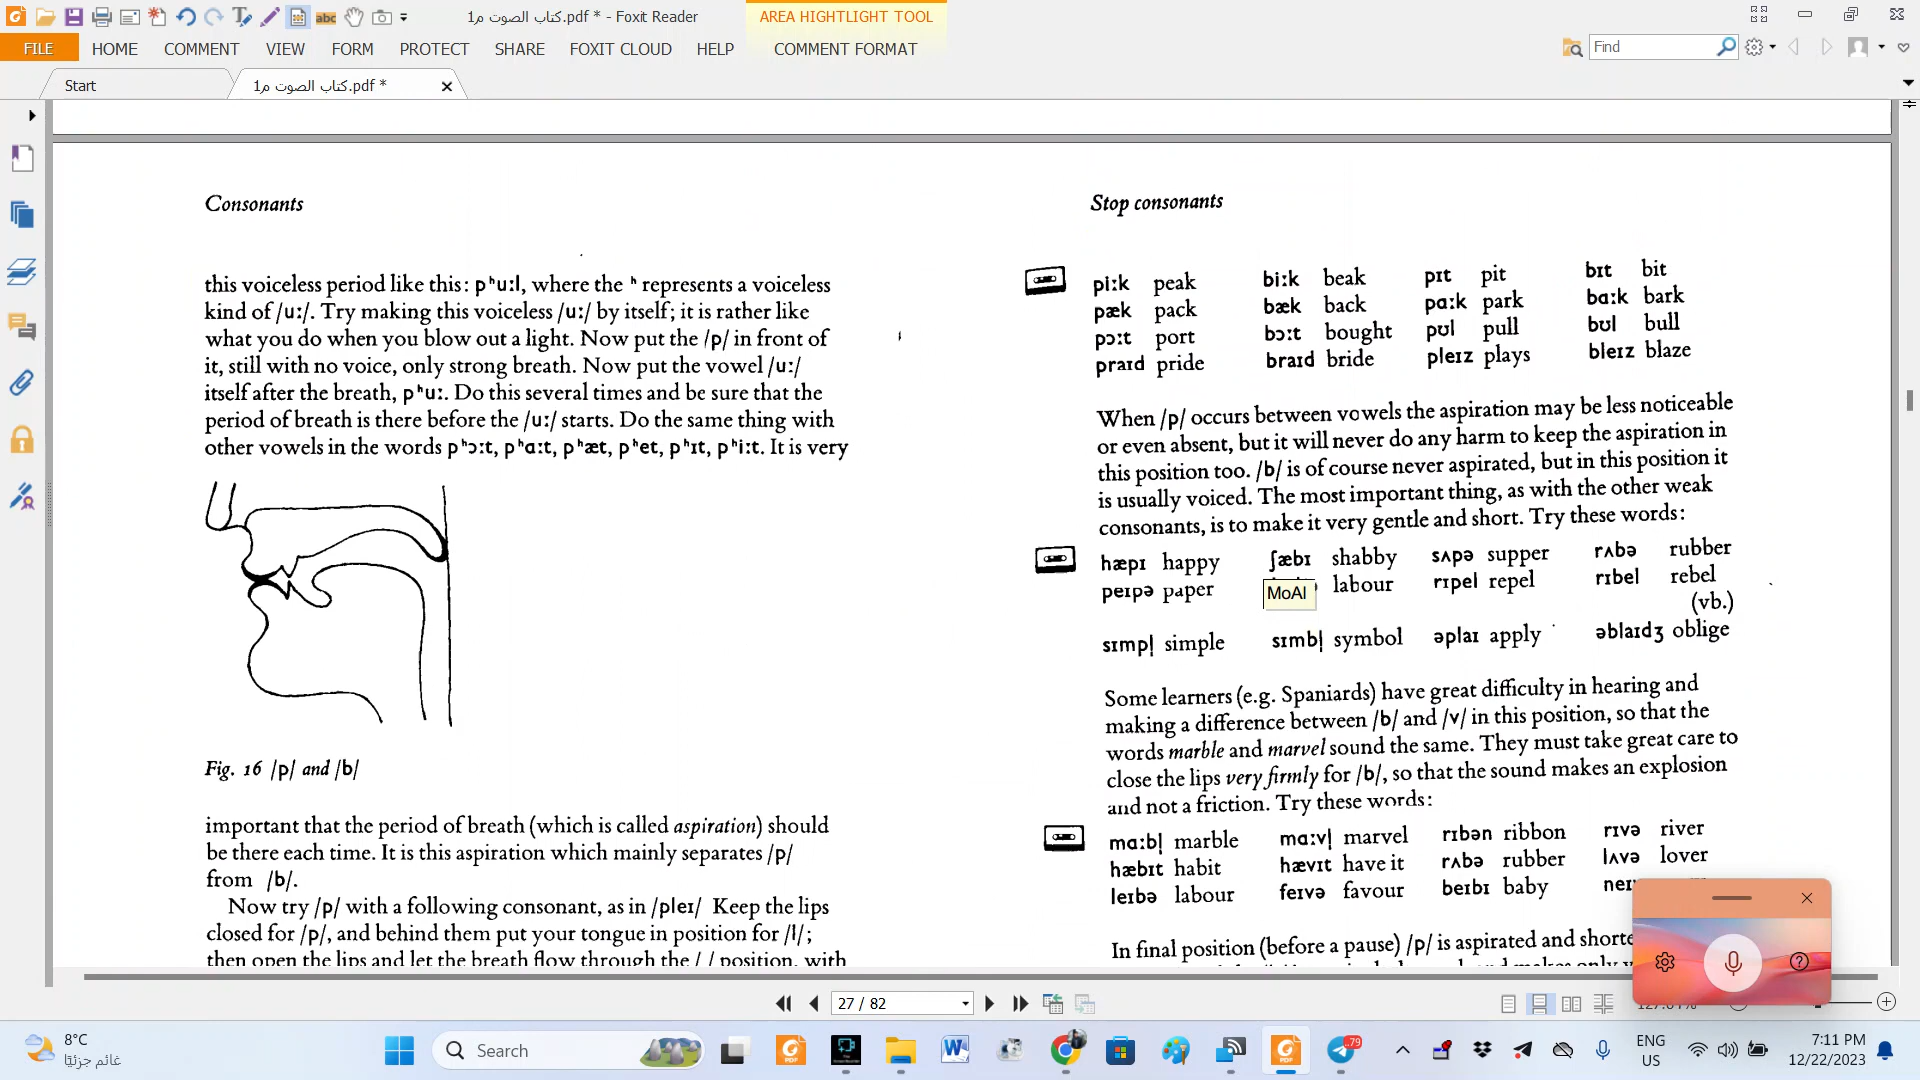 كتاب الصوت م1.pdf * - Foxit Reader
AREA HIGHTLIGHT TOOL
FILE HOME COMMENT VIEW FORM PROTECT SHARE FOXIT CLOUD HELP COMMENT FORMAT
Find
Start
كتاب الصوت م1.pdf *
Consonants
this voiceless period like this: pʰuːl, where the ʰ represents a voiceless
kind of /uː/. Try making this voiceless /uː/ by itself; it is rather like
what you do when you blow out a light. Now put the /p/ in front of
it, still with no voice, only strong breath. Now put the vowel /uː/
itself after the breath, pʰuː. Do this several times and be sure that the
period of breath is there before the /uː/ starts. Do the same thing with
other vowels in the words pʰɔːt, pʰɑːt, pʰæt, pʰet, pʰɪt, pʰiːt. It is very
Fig. 16 /p/ and /b/
important that the period of breath (which is called aspiration) should
be there each time. It is this aspiration which mainly separates /p/
from /b/.
Now try /p/ with a following consonant, as in /pleɪ/ Keep the lips
closed for /p/, and behind them put your tongue in position for /l/;
then open the lips and let the breath flow through the / / position, with
Stop consonants
piːk peak biːk beak pɪt pit bɪt bit
pæk pack bæk back pɑːk park bɑːk bark
pɔːt port bɔːt bought pʊl pull bʊl bull
praɪd pride braɪd bride pleɪz plays bleɪz blaze
When /p/ occurs between vowels the aspiration may be less noticeable
or even absent, but it will never do any harm to keep the aspiration in
this position too. /b/ is of course never aspirated, but in this position it
is usually voiced. The most important thing, as with the other weak
consonants, is to make it very gentle and short. Try these words:
hæpɪ happy ʃæbɪ shabby sʌpə supper rʌbə rubber
peɪpə paper labour rɪpel repel rɪbel rebel
MoAl
(vb.)
sɪmpl̩ simple sɪmbl̩ symbol əplaɪ apply əblaɪdʒ oblige
Some learners (e.g. Spaniards) have great difficulty in hearing and
making a difference between /b/ and /v/ in this position, so that the
words marble and marvel sound the same. They must take great care to
close the lips very firmly for /b/, so that the sound makes an explosion
and not a friction. Try these words:
mɑːbl̩ marble mɑːvl̩ marvel rɪbən ribbon rɪvə river
hæbɪt habit hævɪt have it rʌbə rubber lʌvə lover
leɪbə labour feɪvə favour beɪbɪ baby
In final position (before a pause) /p/ is aspirated and
27 / 82
8°C
غائم جزئيًا
Search
79
ENG
US
7:11 PM
12/22/2023